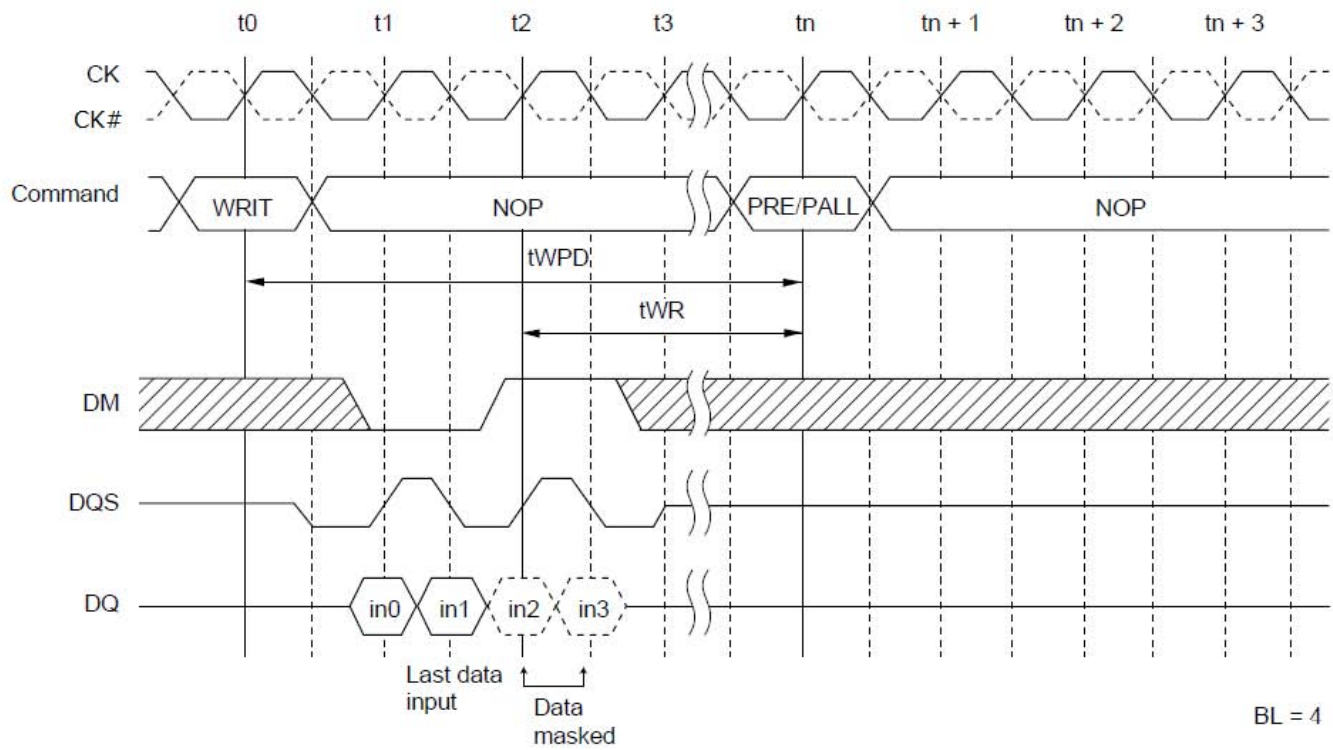 t0 t1 t2 t3 tn tn + 1 tn + 2 tn + 3
CK
CK#
Command WRIT NOP PRE/PALL NOP
tWPD
tWR
DM
DQS
DQ in0 in1 in2 in3
Last data
input
Data
masked
BL = 4